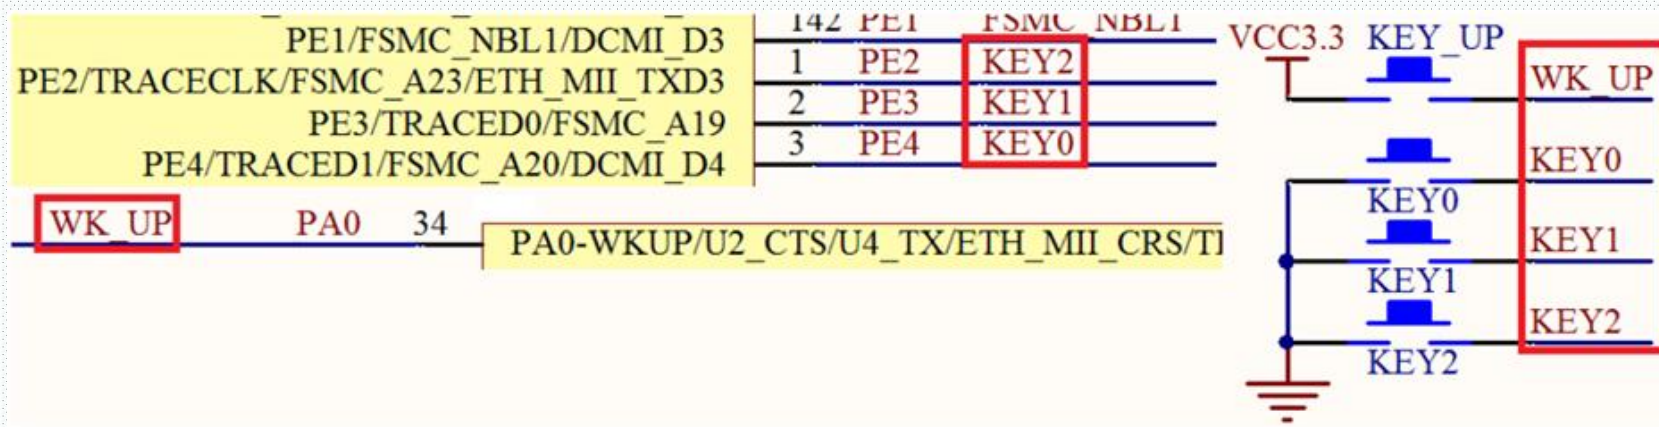 142 PE1 FSMC_NBL1
PE1/FSMC_NBL1/DCMI_D3
PE2/TRACECLK/FSMC_A23/ETH_MII_TXD3 1 PE2 KEY2
PE3/TRACED0/FSMC_A19 2 PE3 KEY1
PE4/TRACED1/FSMC_A20/DCMI_D4 3 PE4 KEY0
WK_UP PA0 34
PA0-WKUP/U2_CTS/U4_TX/ETH_MII_CRS/
VCC3.3 KEY_UP
WK_UP
KEY0
KEY0
KEY1
KEY1
KEY2
KEY2